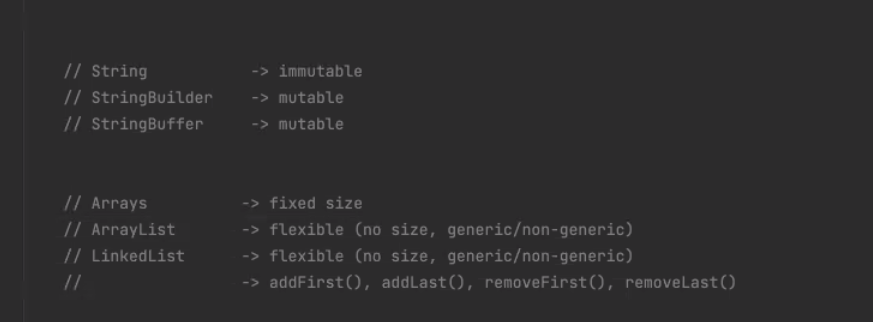 // String -> immutable
// StringBuilder -> mutable
// StringBuffer -> mutable
// Arrays -> fixed size
// ArrayList -> flexible (no size, generic/non-generic)
// LinkedList -> flexible (no size, generic/non-generic)
// -> addFirst(), addLast(), removeFirst(), removeLast()